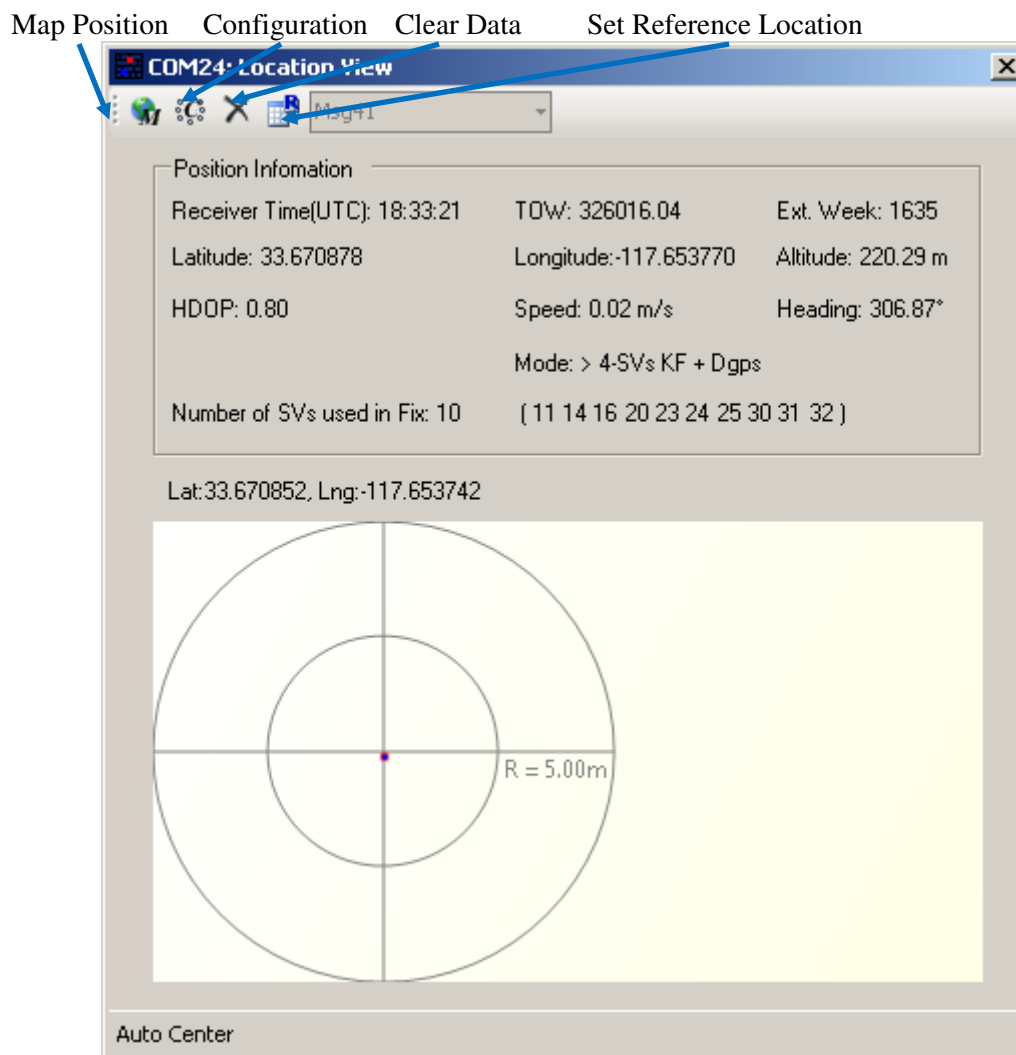 Map Position Configuration Clear Data Set Reference Location
COM24: Location View
M C R Msg41
Position Infomation
Receiver Time(UTC): 18:33:21 TOW: 326016.04 Ext. Week: 1635
Latitude: 33.670878 Longitude:-117.653770 Altitude: 220.29 m
HDOP: 0.80 Speed: 0.02 m/s Heading: 306.87°
Mode: > 4-SVs KF + Dgps
Number of SVs used in Fix: 10 ( 11 14 16 20 23 24 25 30 31 32 )
Lat:33.670852, Lng:-117.653742
R = 5.00m
Auto Center